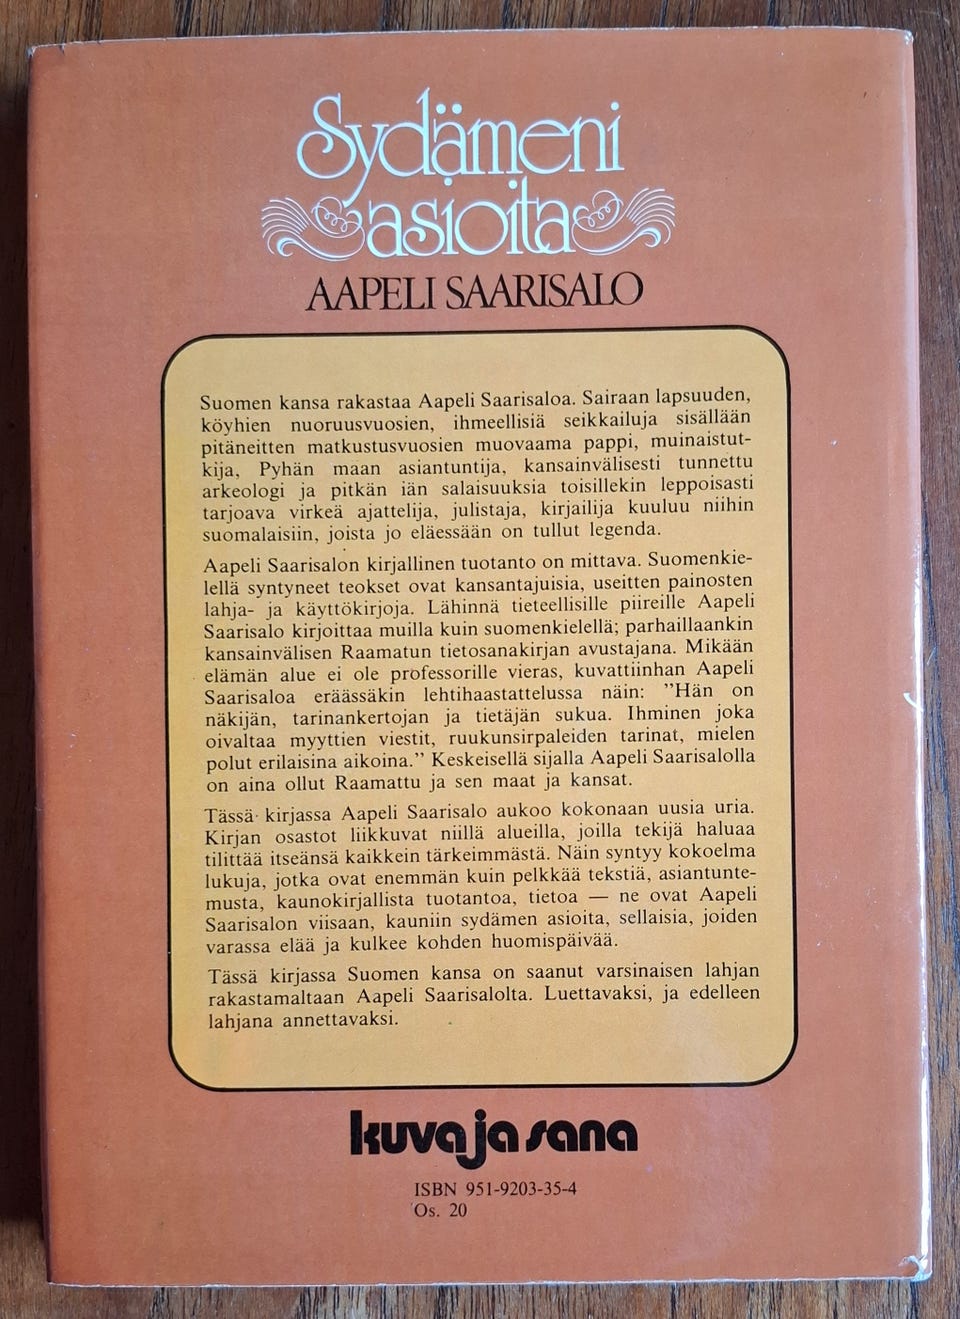 Sydämeni
asioita
AAPELI SAARISALO
Suomen kansa rakastaa Aapeli Saarisaloa. Sairaan lapsuuden,
köyhien nuoruusvuosien, ihmeellisiä seikkailuja sisällään
pitäneitten matkustusvuosien muovaama pappi, muinaistut-
kija, Pyhän maan asiantuntija, kansainvälisesti tunnettu
arkeologi ja pitkän iän salaisuuksia toisillekin leppoisasti
tarjoava virkeä ajattelija, julistaja, kirjailija kuuluu niihin
suomalaisiin, joista jo eläessään on tullut legenda.
Aapeli Saarisalon kirjallinen tuotanto on mittava. Suomenkie-
lellä syntyneet teokset ovat kansantajuisia, useitten painosten
lahja- ja käyttökirjoja. Lähinnä tieteellisille piireille Aapeli
Saarisalo kirjoittaa muilla kuin suomenkielellä; parhaillaankin
kansainvälisen Raamatun tietosanakirjan avustajana. Mikään
elämän alue ei ole professorille vieras, kuvattiinhan Aapeli
Saarisaloa eräässäkin lehtihaastattelussa näin: ”Hän on
näkijän, tarinankertojan ja tietäjän sukua. Ihminen joka
oivaltaa myyttien viestit, ruukunsirpaleiden tarinat, mielen
polut erilaisina aikoina.” Keskeisellä sijalla Aapeli Saarisalolla
on aina ollut Raamattu ja sen maat ja kansat.
Tässä kirjassa Aapeli Saarisalo aukoo kokonaan uusia uria.
Kirjan osastot liikkuvat niillä alueilla, joilla tekijä haluaa
tilittää itseänsä kaikkein tärkeimmästä. Näin syntyy kokoelma
lukuja, jotka ovat enemmän kuin pelkkää tekstiä, asiantunte-
musta, kaunokirjallista tuotantoa, tietoa — ne ovat Aapeli
Saarisalon viisaan, kauniin sydämen asioita, sellaisia, joiden
varassa elää ja kulkee kohden huomispäivää.
Tässä kirjassa Suomen kansa on saanut varsinaisen lahjan
rakastamaltaan Aapeli Saarisalolta. Luettavaksi, ja edelleen
lahjana annettavaksi.
kuva ja sana
ISBN 951-9203-35-4
Os. 20